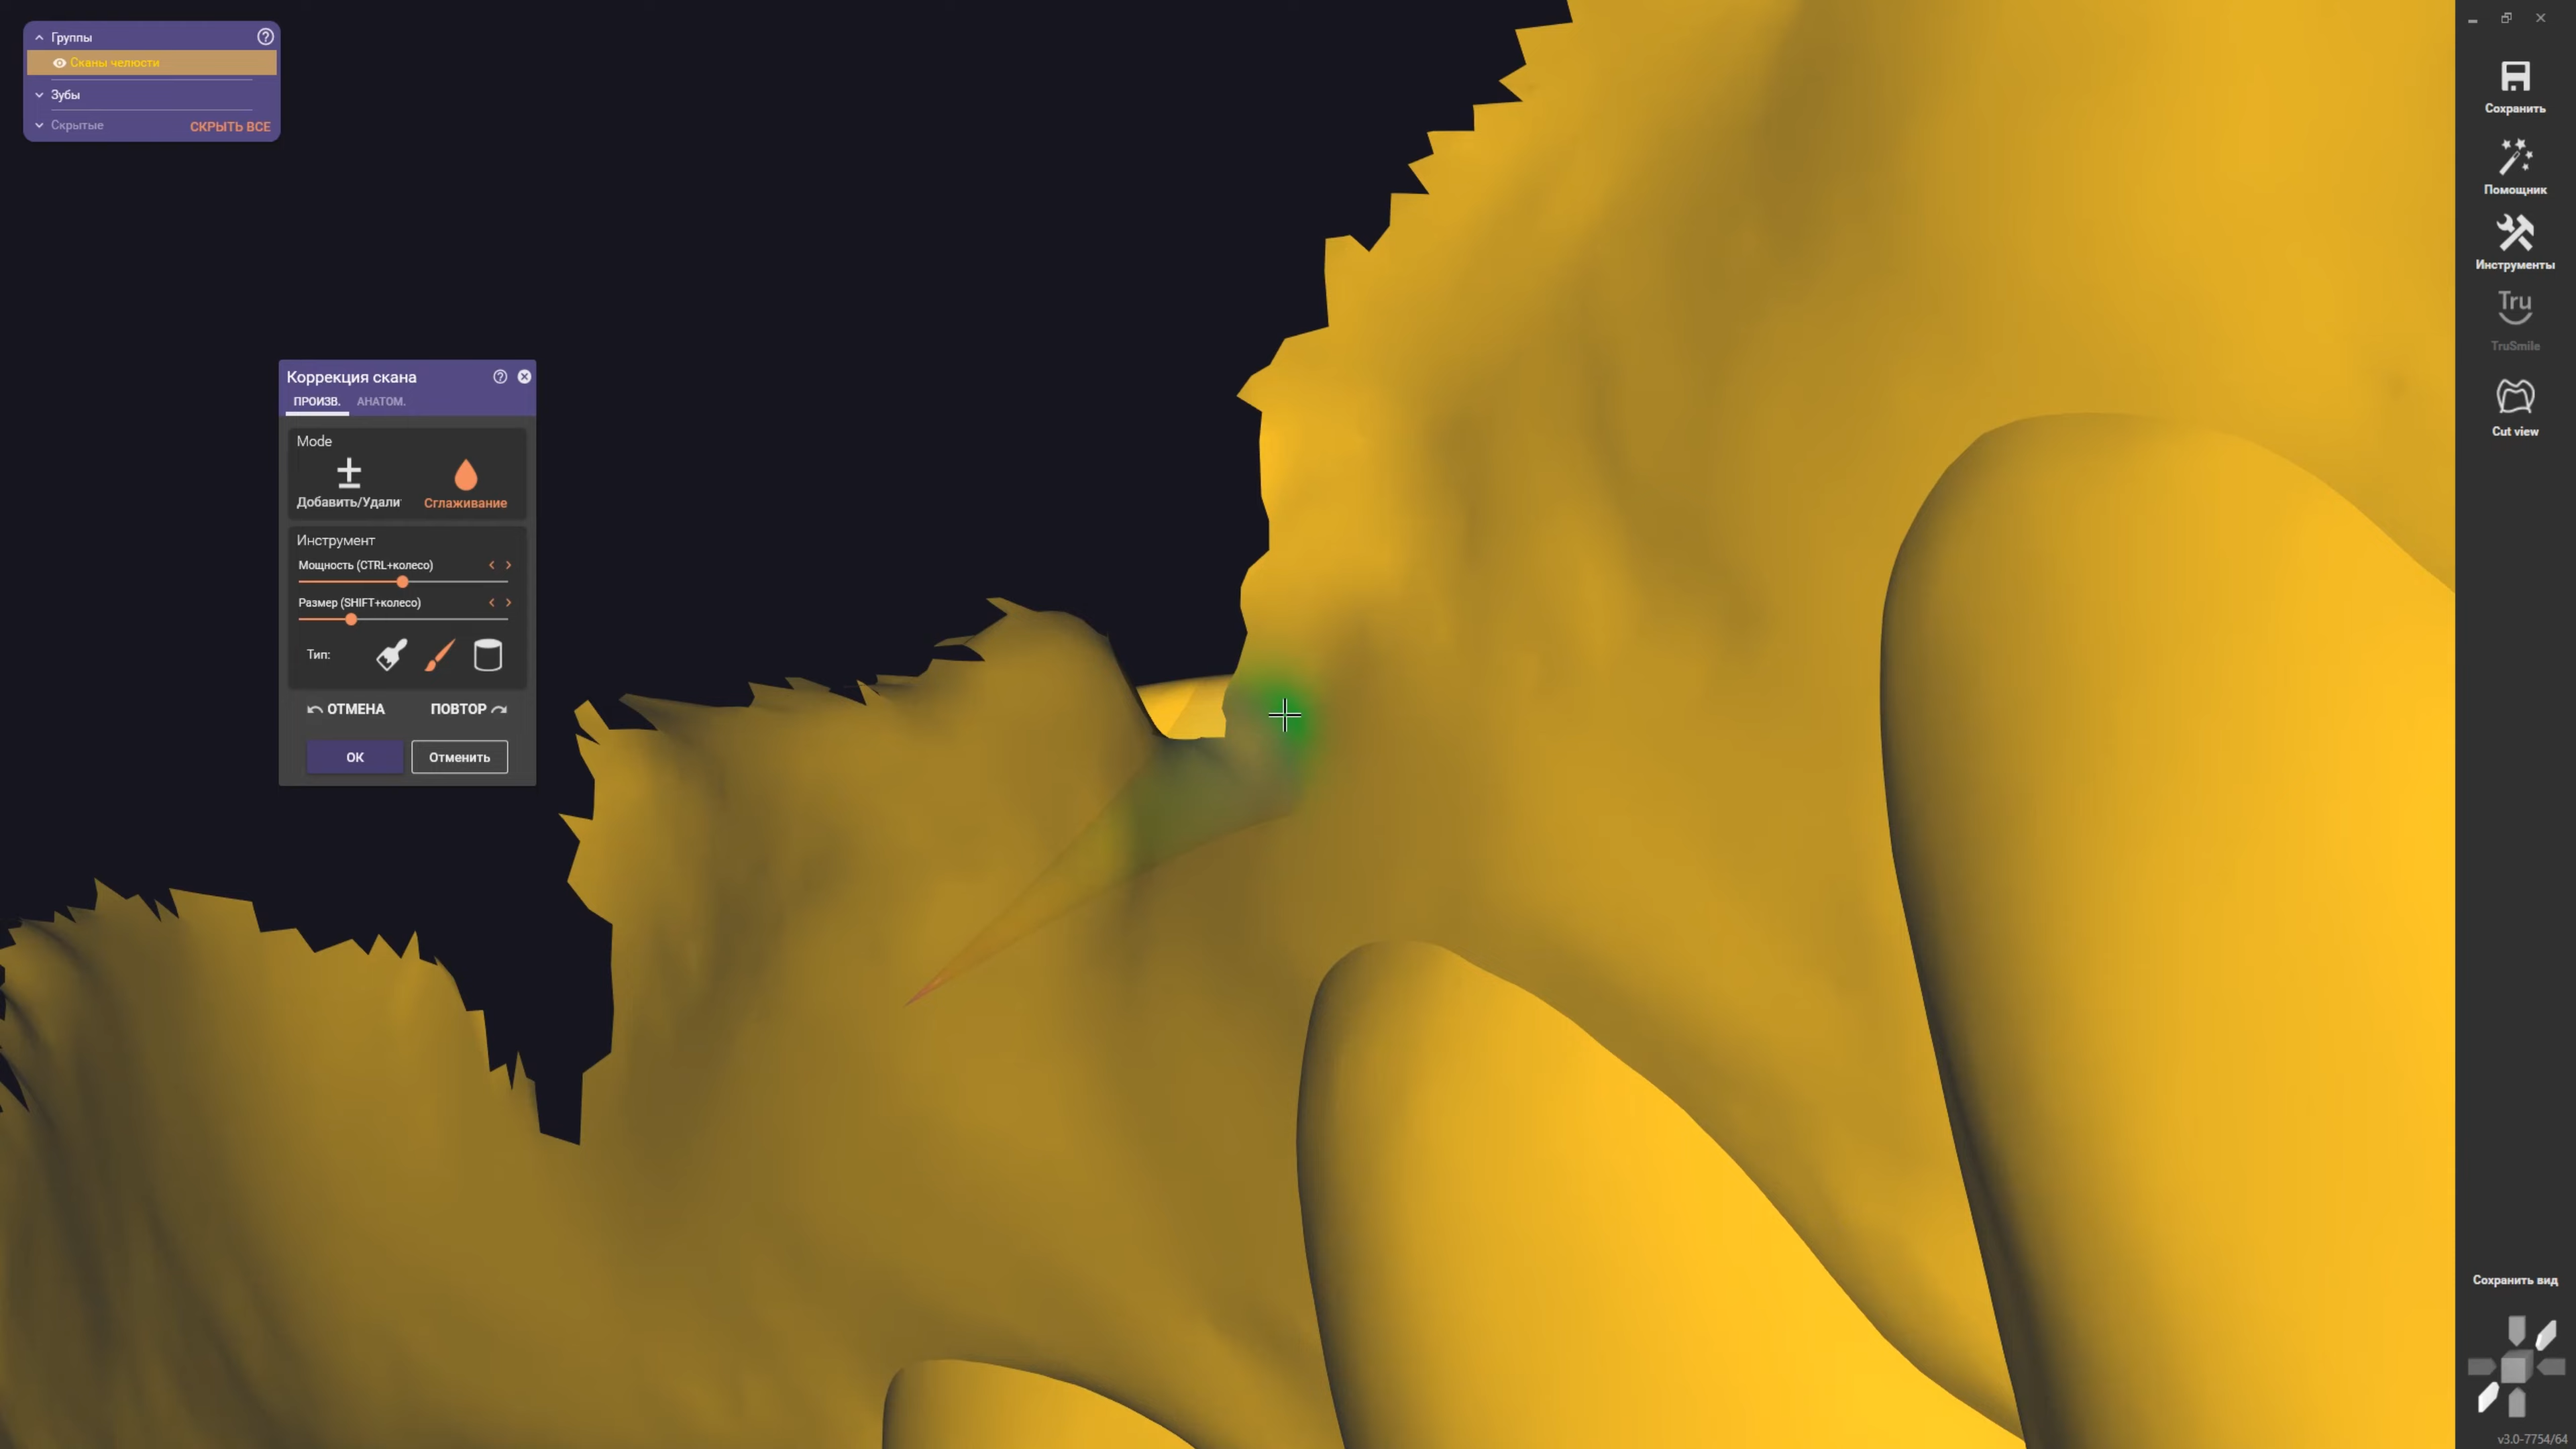 Группы
Сканы челюсти
Зубы
Скрытые
СКРЫТЬ ВСЕ
Коррекция скана
ПРОИЗВ.
АНАТОМ.
Mode
Добавить/Удали
Сглаживание
Инструмент
Мощность (CTRL+колесо)
Размер (SHIFT+колесо)
Тип:
ОТМЕНА
ПОВТОР
ОК
Отменить
Сохранить
Помощник
Инструменты
Tru
TruSmile
Cut view
Сохранить вид
v3.0-7754/64